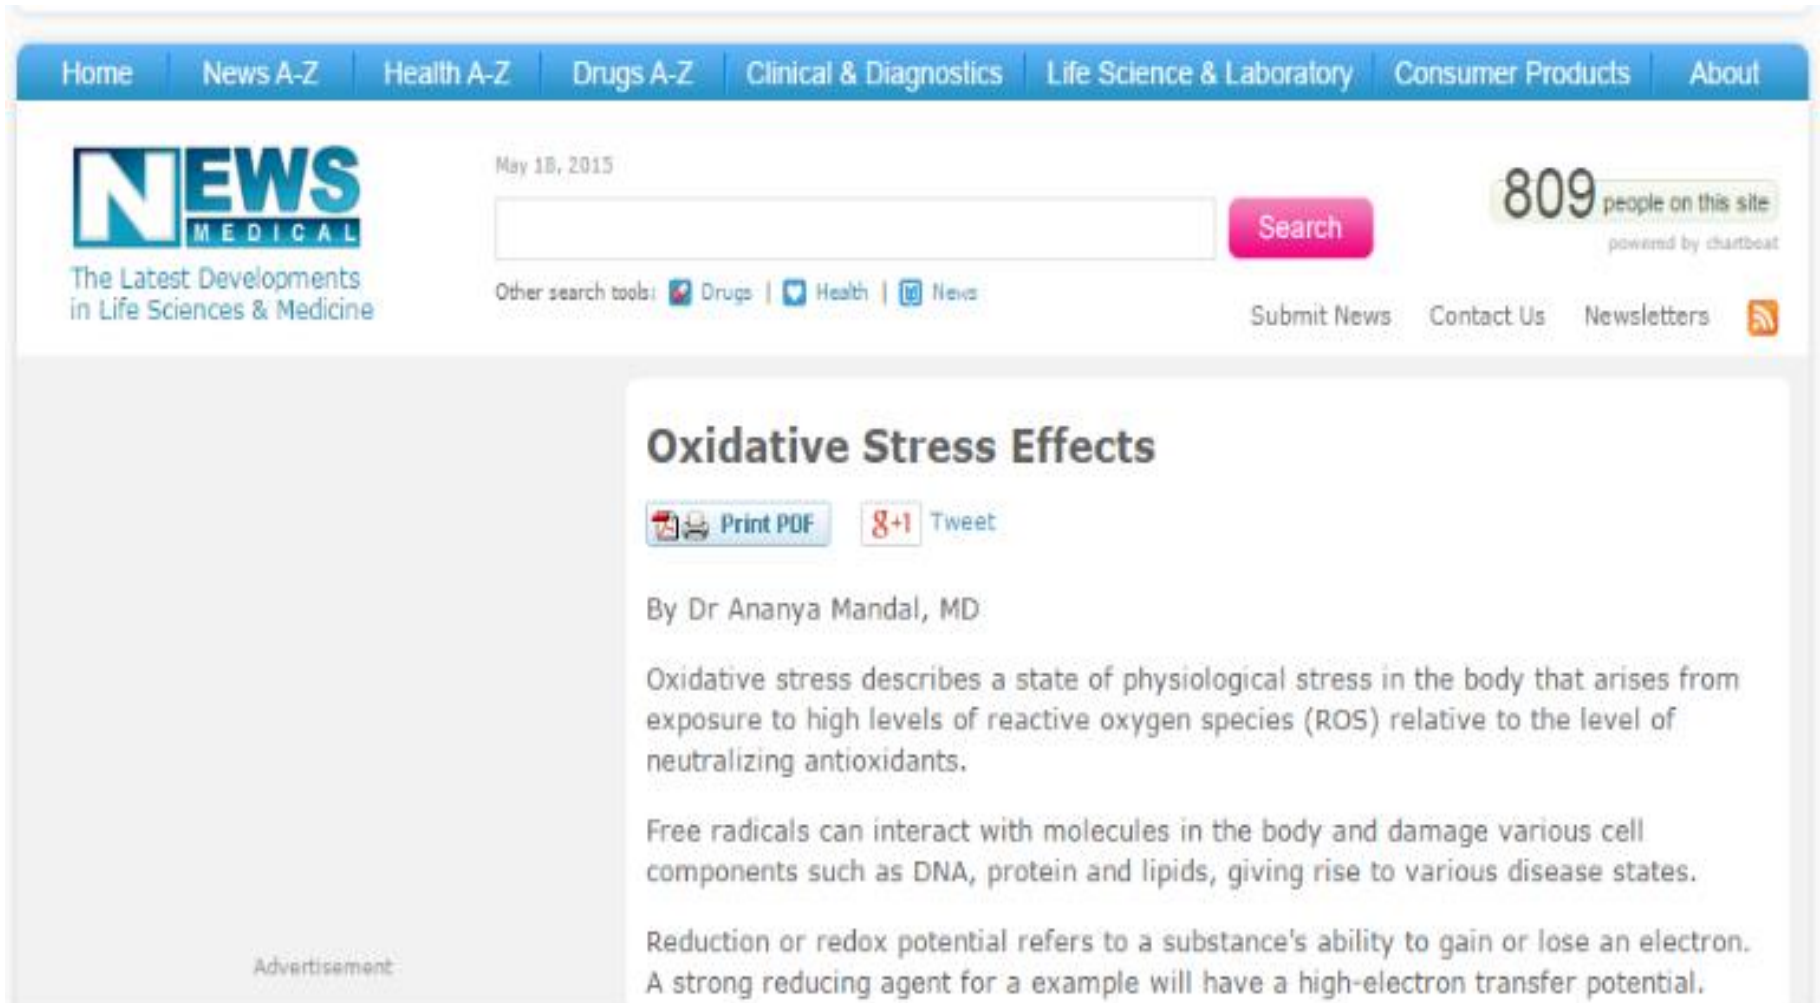 Home News A-Z Health A-Z Drugs A-Z Clinical & Diagnostics Life Science & Laboratory Consumer Products About
NEWS
MEDICAL
The Latest Developments
in Life Sciences & Medicine
May 18, 2015
Search
Other search tools: Drugs | Health | News
809 people on this site
powered by chartbeat
Submit News Contact Us Newsletters
Oxidative Stress Effects
Print PDF g+1 Tweet
By Dr Ananya Mandal, MD
Oxidative stress describes a state of physiological stress in the body that arises from
exposure to high levels of reactive oxygen species (ROS) relative to the level of
neutralizing antioxidants.
Free radicals can interact with molecules in the body and damage various cell
components such as DNA, protein and lipids, giving rise to various disease states.
Reduction or redox potential refers to a substance's ability to gain or lose an electron.
A strong reducing agent for a example will have a high-electron transfer potential.
Advertisement